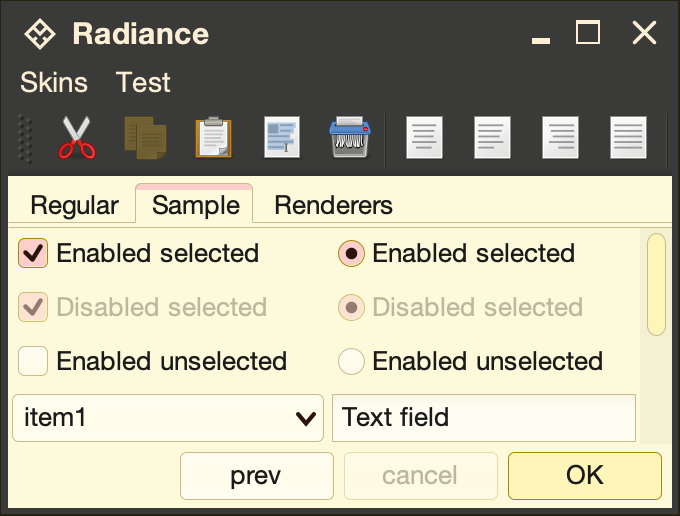 Radiance
Skins Test
Regular Sample Renderers
Enabled selected Enabled selected
Disabled selected Disabled selected
Enabled unselected Enabled unselected
item1 Text field
prev cancel OK